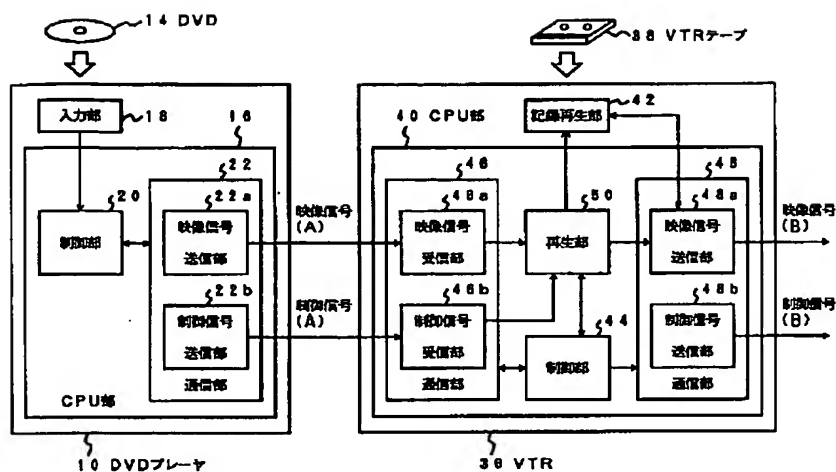 14 DVD
38 VTRテープ
入力部
18
16
20
制御部
22
22a
映像信号
送信部
22b
制御信号
送信部
通信部
CPU部
10 DVDプレーヤ
映像信号
(A)
制御信号
(A)
40 CPU部
記録再生部
42
46
映像信号
受信部
46b
制御信号
受信部
通信部
50
再生部
44
制御部
48a
映像信号
送信部
48b
制御信号
送信部
通信部
36 VTR
映像信号
(B)
制御信号
(B)